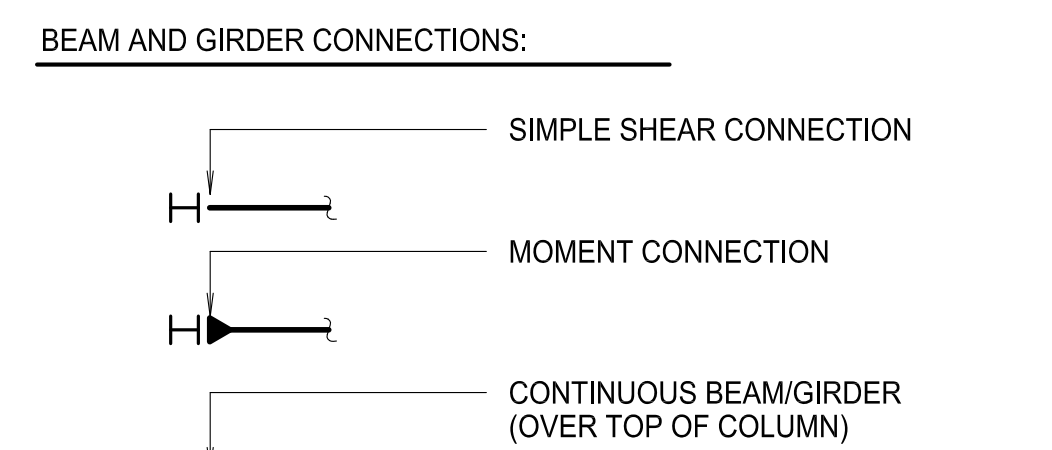 BEAM AND GIRDER CONNECTIONS:
SIMPLE SHEAR CONNECTION
MOMENT CONNECTION
CONTINUOUS BEAM/GIRDER
(OVER TOP OF COLUMN)